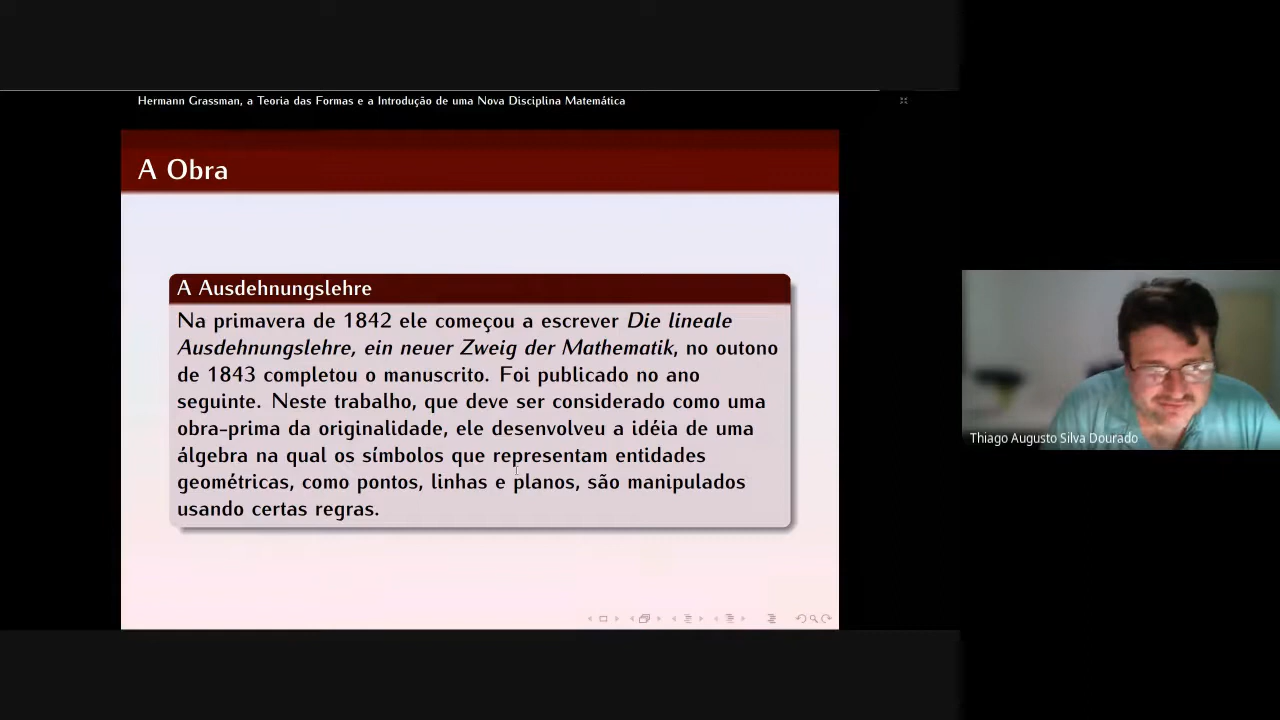 Hermann Grassman, a Teoria das Formas e a Introdução de uma Nova Disciplina Matemática
A Obra
A Ausdehnungslehre
Na primavera de 1842 ele começou a escrever Die lineale
Ausdehnungslehre, ein neuer Zweig der Mathematik, no outono
de 1843 completou o manuscrito. Foi publicado no ano
seguinte. Neste trabalho, que deve ser considerado como uma
obra-prima da originalidade, ele desenvolveu a idéia de uma
álgebra na qual os símbolos que representam entidades
geométricas, como pontos, linhas e planos, são manipulados
usando certas regras.
Thiago Augusto Silva Dourado